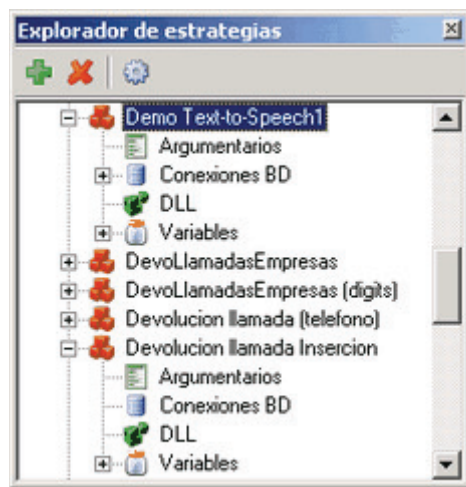 Explorador de estrategias
Demo Text-to-Speech1
Argumentarios
Conexiones BD
DLL
Variables
DevoLlamadasEmpresas
DevoLlamadasEmpresas (digits)
Devolucion llamada (telefono)
Devolucion llamada Insercion
Argumentarios
Conexiones BD
DLL
Variables